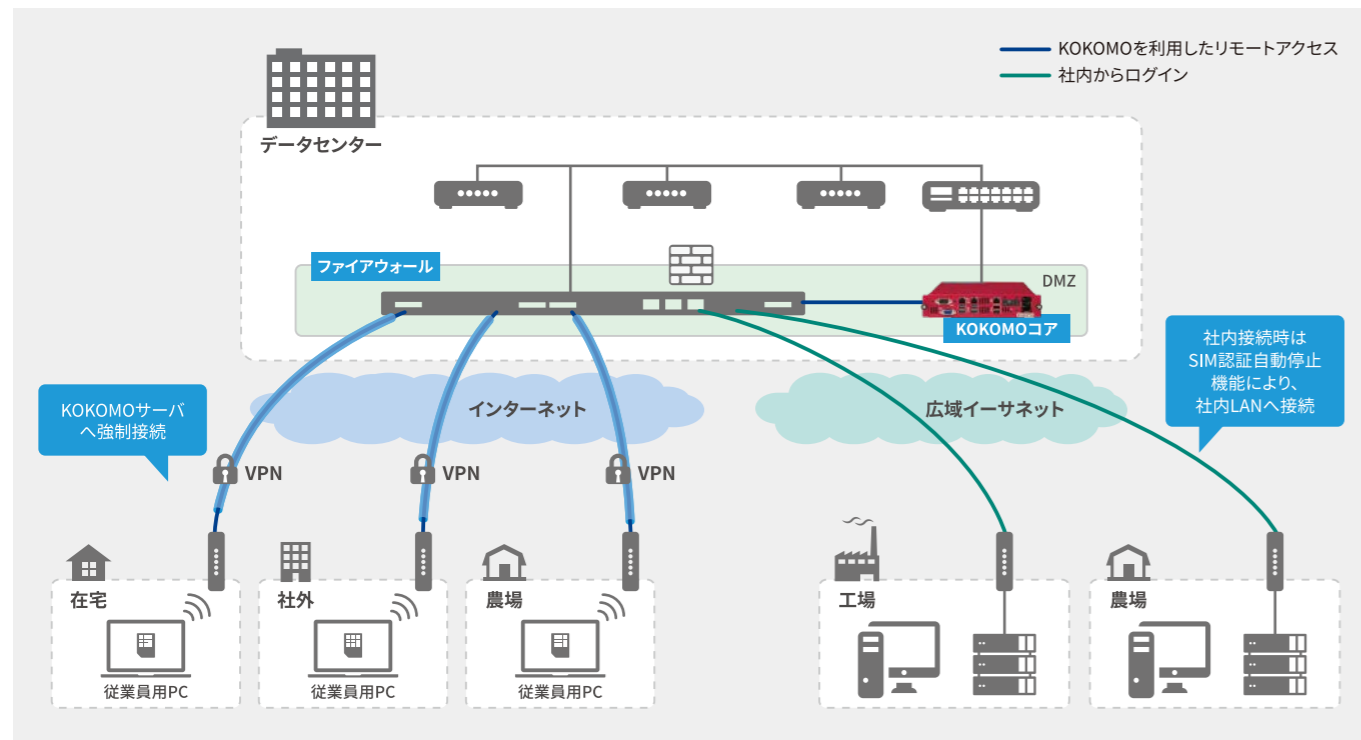 KOKOMOを利用したリモートアクセス
社内からログイン
データセンター
ファイアウォール
DMZ
KOKOMOコア
社内接続時は
SIM認証自動停止
機能により、
社内LANへ接続
KOKOMOサーバ
へ強制接続
インターネット
広域イーサネット
VPN
VPN
VPN
在宅
社外
農場
工場
農場
従業員用PC
従業員用PC
従業員用PC